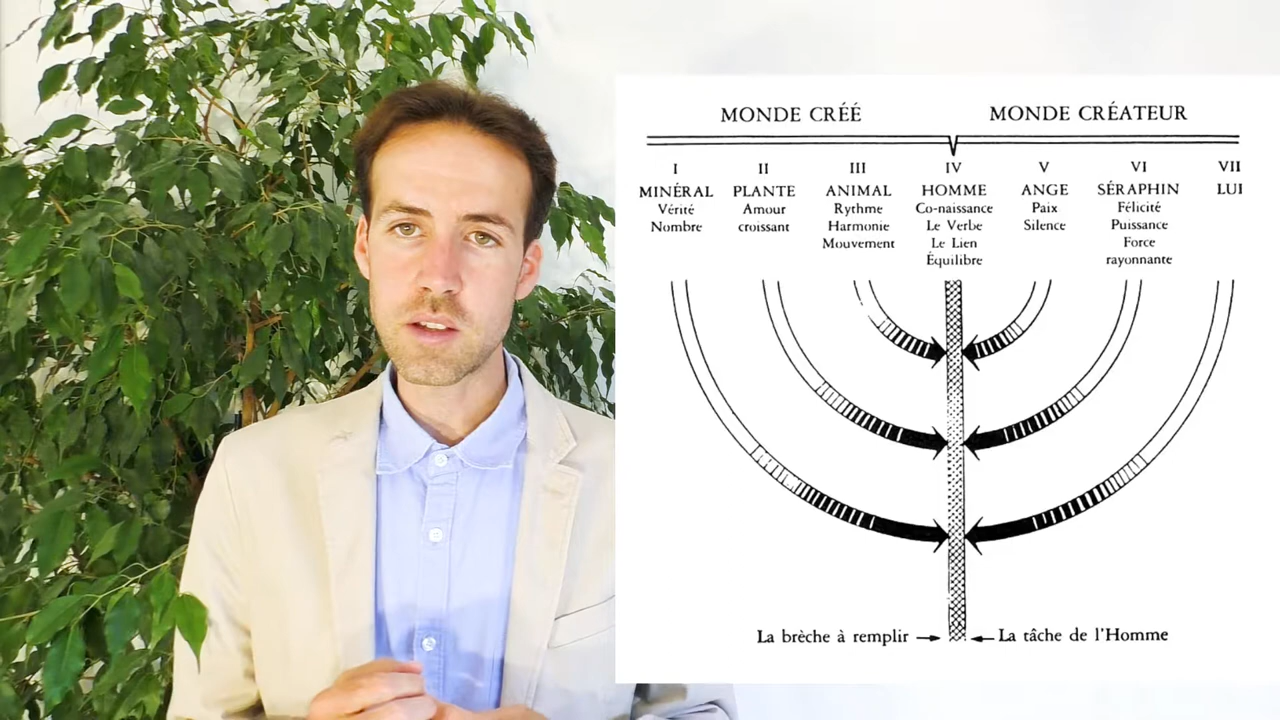 MONDE CRÉÉ
MONDE CRÉATEUR
I
MINÉRAL
Vérité
Nombre
II
PLANTE
Amour
croissant
III
ANIMAL
Rythme
Harmonie
Mouvement
IV
HOMME
Co-naissance
Le Verbe
Le Lien
Équilibre
V
ANGE
Paix
Silence
VI
SÉRAPHIN
Félicité
Puissance
Force
rayonnante
VII
LUI
La brèche à remplir
La tâche de l'Homme